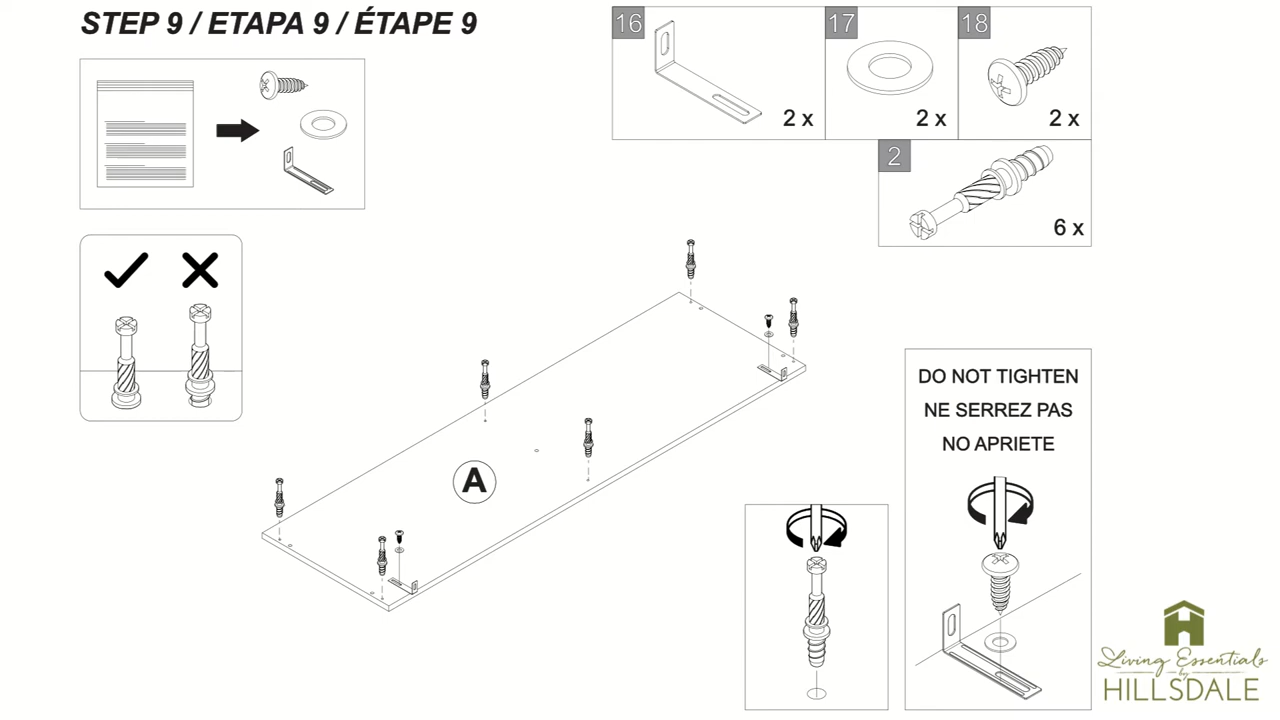 STEP 9 / ETAPA 9 / ÉTAPE 9
16
2 x
17
2 x
18
2 x
2
6 x
A
DO NOT TIGHTEN
NE SERREZ PAS
NO APRIETE
Living Essentials
by
HILLSDALE